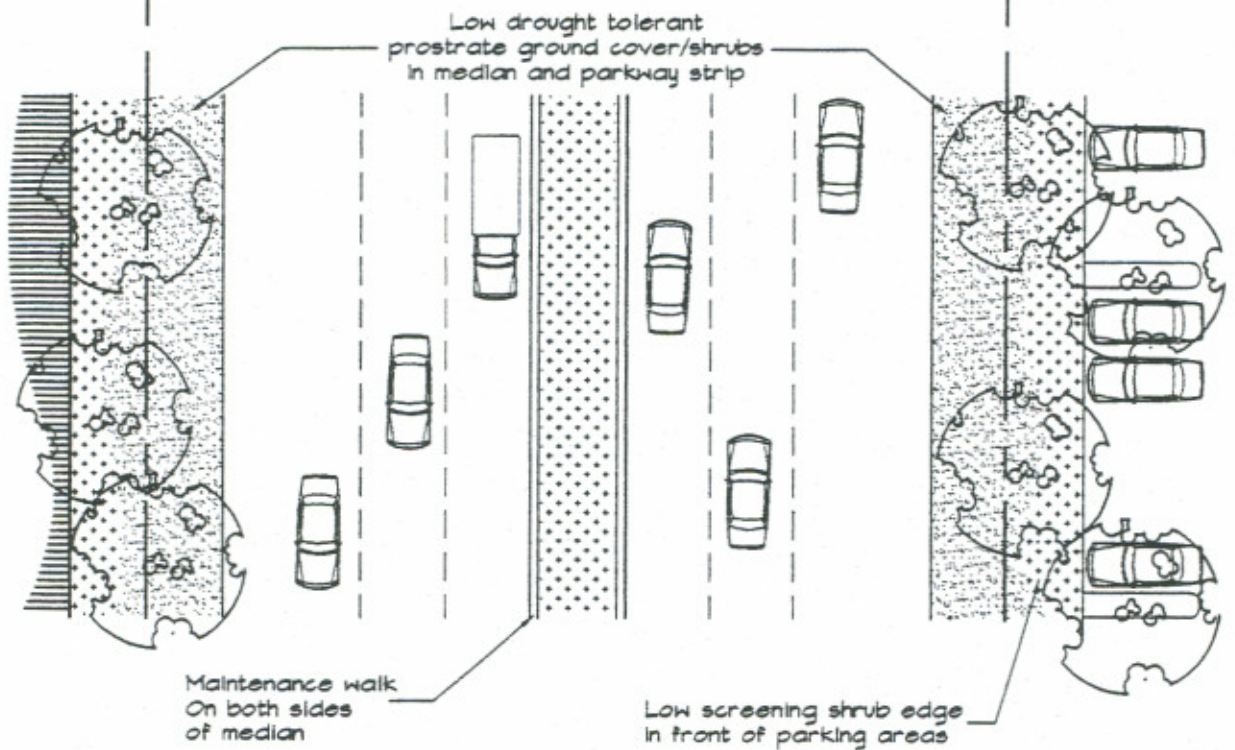 Low drought tolerant
prostrate ground cover/shrubs
in median and parkway strip
Maintenance walk
On both sides
of median
Low screening shrub edge
in front of parking areas